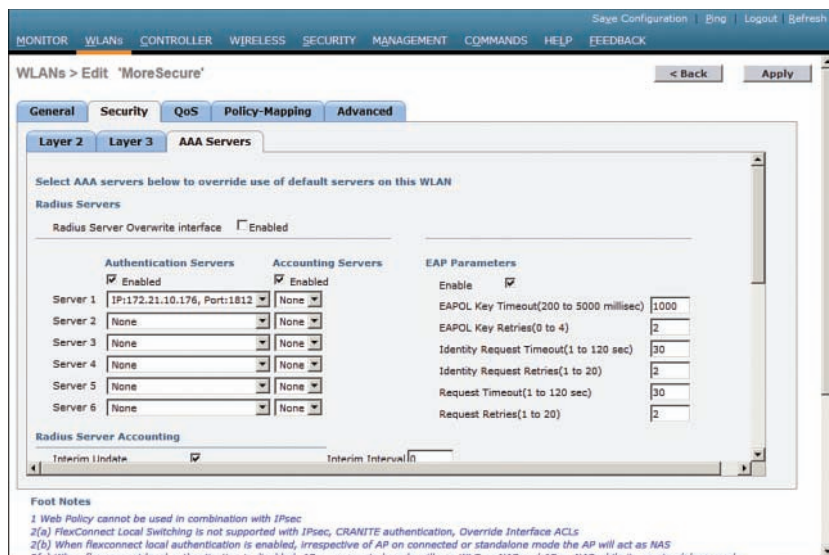 Save Configuration | Ping | Logout | Refresh
MONITOR WLANs CONTROLLER WIRELESS SECURITY MANAGEMENT COMMANDS HELP FEEDBACK
WLANs > Edit 'MoreSecure'
< Back Apply
General Security QoS Policy-Mapping Advanced
Layer 2 Layer 3 AAA Servers
Select AAA servers below to override use of default servers on this WLAN
Radius Servers
Radius Server Overwrite interface Enabled
Authentication Servers Accounting Servers EAP Parameters
Enabled Enabled Enable
Server 1 IP:172.21.10.176, Port:1812 None EAPOL Key Timeout(200 to 5000 millisec) 1000
Server 2 None None EAPOL Key Retries(0 to 4) 2
Server 3 None None Identity Request Timeout(1 to 120 sec) 30
Server 4 None None Identity Request Retries(1 to 20) 2
Server 5 None None Request Timeout(1 to 120 sec) 30
Server 6 None None Request Retries(1 to 20) 2
Radius Server Accounting
Interim Update Interim Interval 0
Foot Notes
1 Web Policy cannot be used in combination with IPsec
2(a) FlexConnect Local Switching is not supported with IPsec, CRANITE authentication, Override Interface ACLs
2(b) When flexconnect local authentication is enabled, irrespective of AP on connected or standalone mode the AP will act as NAS